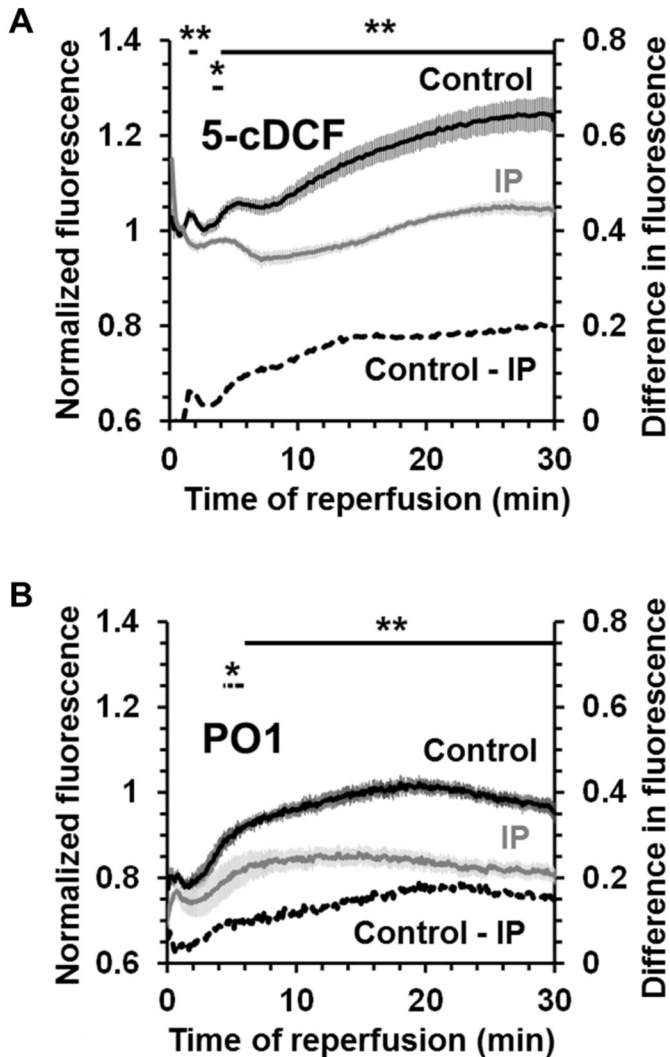 A
1.4
**
**
0.8
*
Control
5-cDCF
1.2
0.6
IP
1
0.4
0.8
0.2
Control - IP
0.6
0
0
10
20
30
Normalized fluorescence
Difference in fluorescence
Time of reperfusion (min)
B
1.4
**
0.8
*
1.2
0.6
PO1
Control
1
0.4
IP
0.8
0.2
Control - IP
0.6
0
0
10
20
30
Normalized fluorescence
Difference in fluorescence
Time of reperfusion (min)